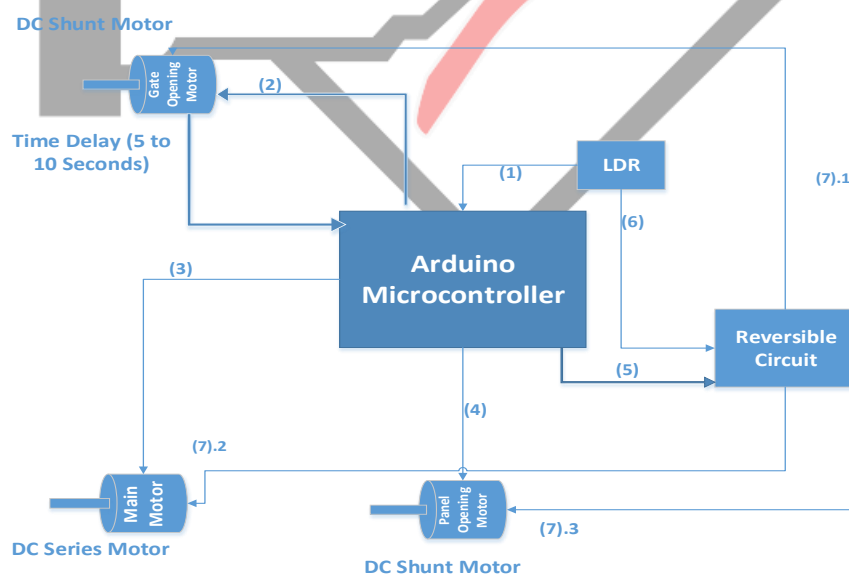 DC Shunt Motor
Gate
Opening
Motor
(2)
Time Delay (5 to
10 Seconds)
(1)
LDR
(7).1
(6)
Arduino
Microcontroller
(3)
Reversible
Circuit
(5)
(4)
(7).2
Main
Motor
Panel
Opening
Motor
(7).3
DC Series Motor
DC Shunt Motor